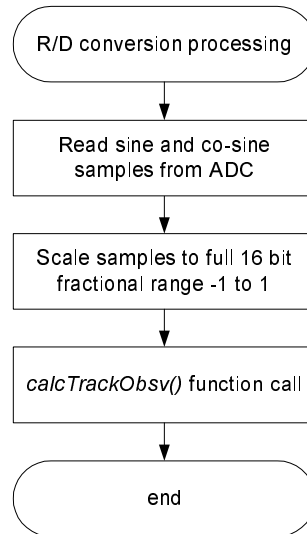 R/D conversion processing
Read sine and co-sine
samples from ADC
Scale samples to full 16 bit
fractional range -1 to 1
calcTrackObsv() function call
end